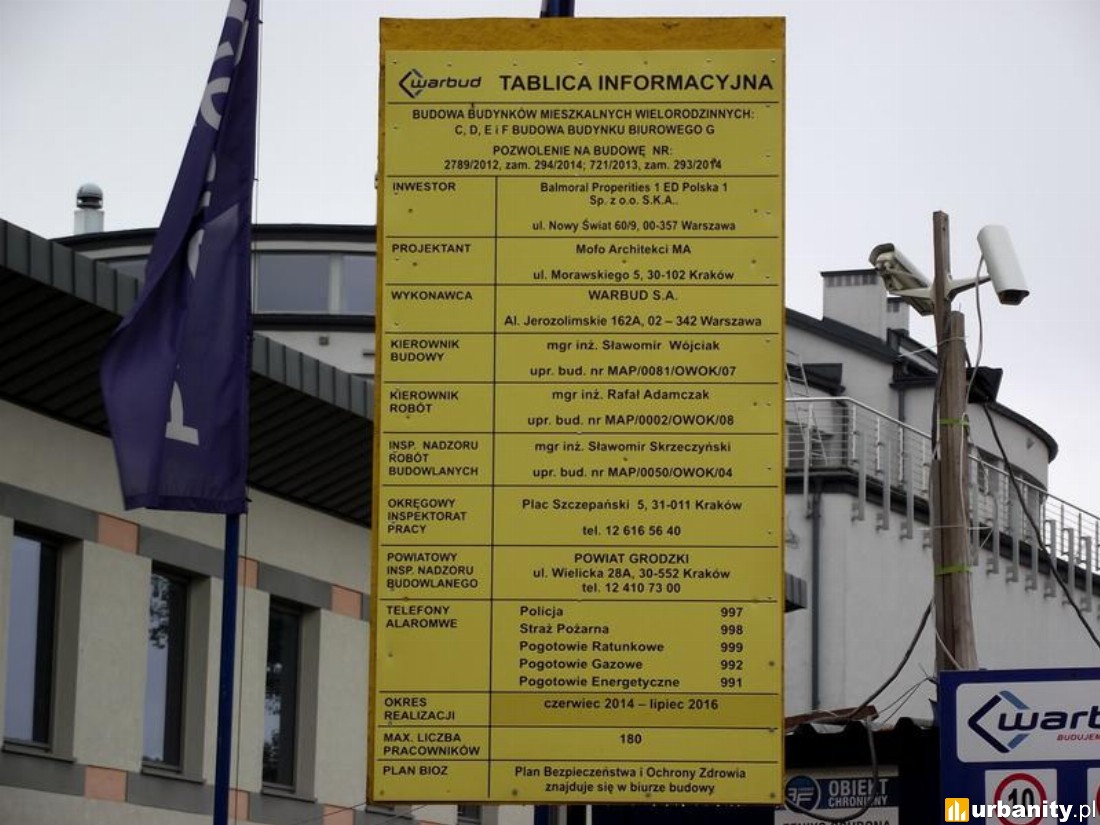 warbud TABLICA INFORMACYJNA
BUDOWA BUDYNKÓW MIESZKALNYCH WIELORODZINNYCH:
C, D, E i F BUDOWA BUDYNKU BIUROWEGO G
POZWOLENIE NA BUDOWĘ NR:
2789/2012, zam. 294/2014; 721/2013, zam. 293/2014
INWESTOR
Balmoral Properities 1 ED Polska 1
Sp. z o.o. S.K.A..
ul. Nowy Świat 60/9, 00-357 Warszawa
PROJEKTANT
Mofo Architekci MA
ul. Morawskiego 5, 30-102 Kraków
WYKONAWCA
WARBUD S.A.
Al. Jerozolimskie 162A, 02 – 342 Warszawa
KIEROWNIK
BUDOWY
mgr inż. Sławomir Wójciak
upr. bud. nr MAP/0081/OWOK/07
KIEROWNIK
ROBÓT
mgr inż. Rafał Adamczak
upr. bud. nr MAP/0002/OWOK/08
INSP. NADZORU
ROBÓT
BUDOWLANYCH
mgr inż. Sławomir Skrzeczyński
upr. bud. nr MAP/0050/OWOK/04
OKRĘGOWY
INSPEKTORAT
PRACY
Plac Szczepański 5, 31-011 Kraków
tel. 12 616 56 40
POWIATOWY
INSP. NADZORU
BUDOWLANEGO
POWIAT GRODZKI
ul. Wielicka 28A, 30-552 Kraków
tel. 12 410 73 00
TELEFONY
ALAROMWE
Policja 997
Straż Pożarna 998
Pogotowie Ratunkowe 999
Pogotowie Gazowe 992
Pogotowie Energetyczne 991
OKRES
REALIZACJI
czerwiec 2014 – lipiec 2016
MAX. LICZBA
PRACOWNIKÓW
180
PLAN BIOZ
Plan Bezpieczeństwa i Ochrony Zdrowia
znajduje się w biurze budowy
warb
BUDUJEM
10
OBIEKT
CHRONIONY
urbanity.pl